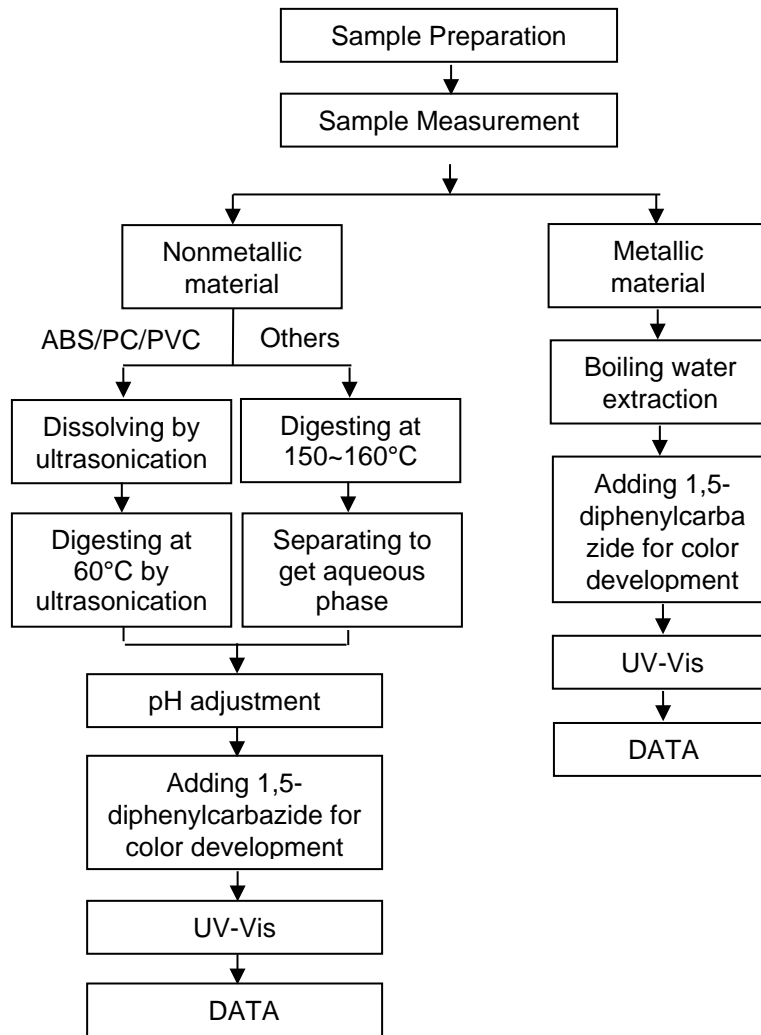 Sample Preparation
Sample Measurement
Nonmetallic
material
ABS/PC/PVC
Others
Dissolving by
ultrasonication
Digesting at
150~160°C
Digesting at
60°C by
ultrasonication
Separating to
get aqueous
phase
pH adjustment
Adding 1,5-
diphenylcarbazide for
color development
UV-Vis
DATA
Metallic
material
Boiling water
extraction
Adding 1,5-
diphenylcarba
zide for color
development
UV-Vis
DATA